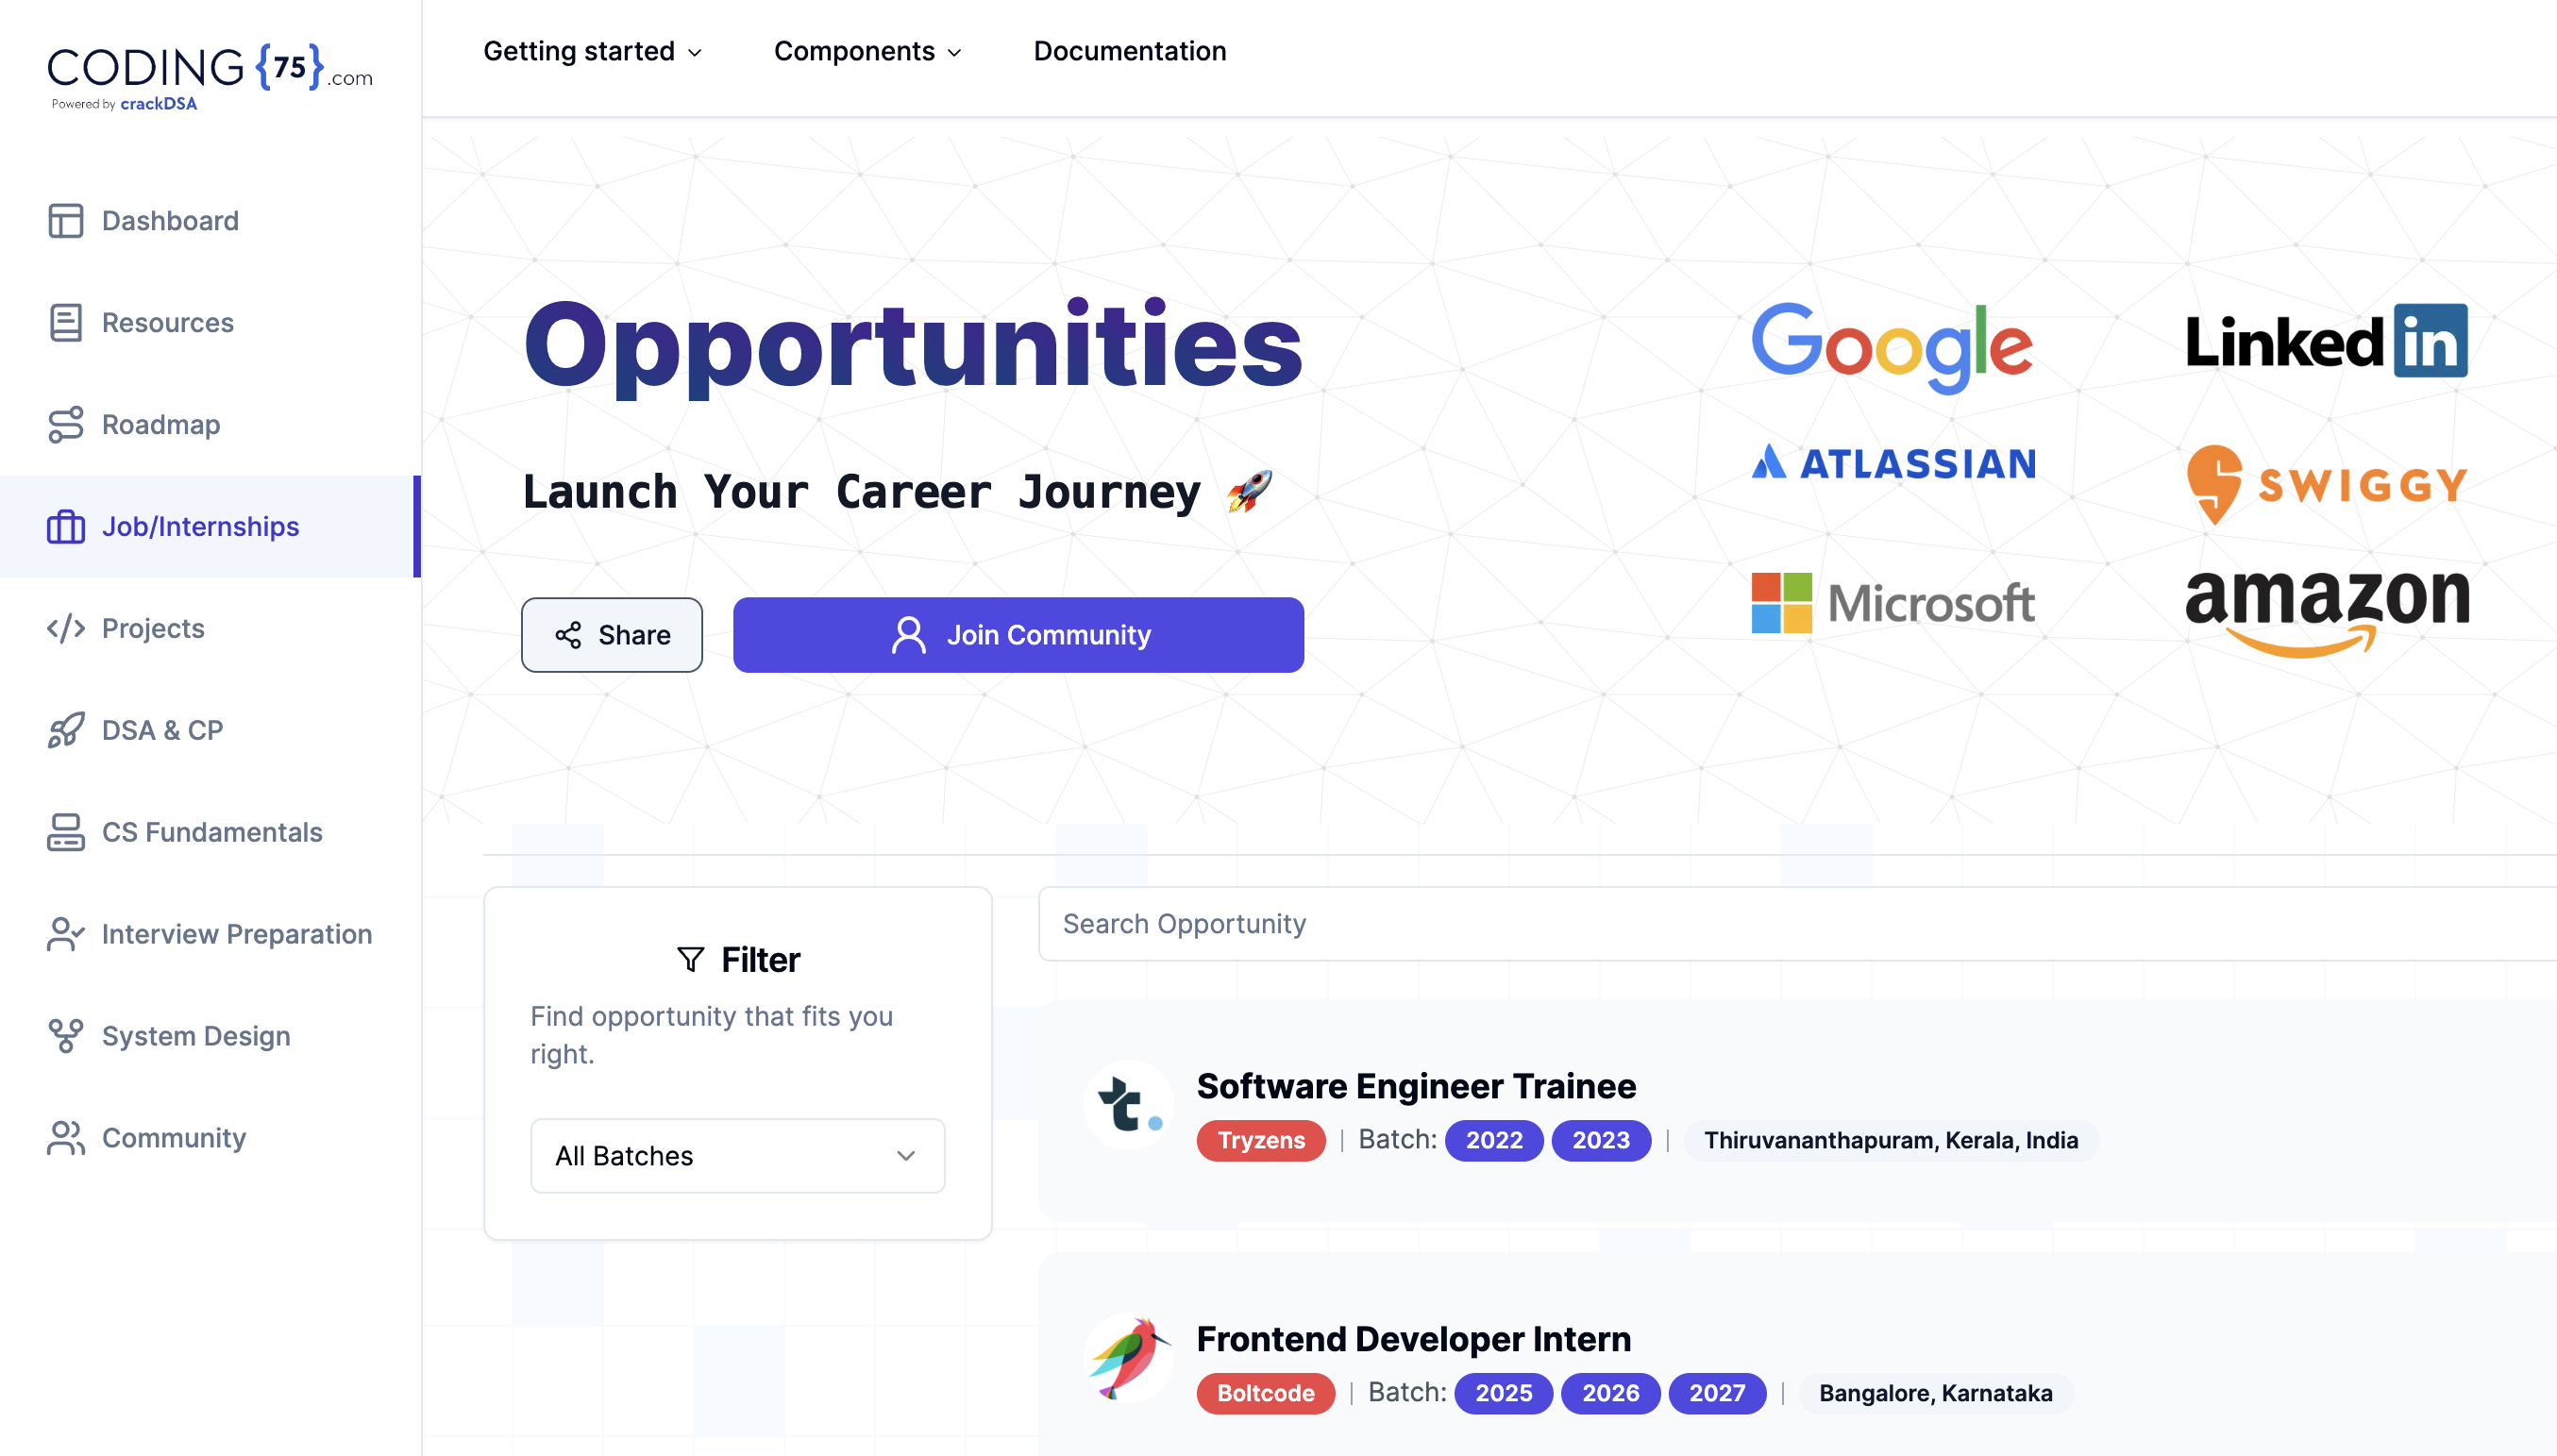 CODING {75}.com
Powered by crackDSA
Dashboard
Resources
Roadmap
Job/Internships
Projects
DSA & CP
CS Fundamentals
Interview Preparation
System Design
Community
Getting started
Components
Documentation
Opportunities
Launch Your Career Journey 🚀
Share
Join Community
Google
Linked in
ATLASSIAN
SWIGGY
Microsoft
amazon
Filter
Find opportunity that fits you
right.
All Batches
Search Opportunity
t.
Software Engineer Trainee
Tryzens | Batch: 2022 2023 | Thiruvananthapuram, Kerala, India
Frontend Developer Intern
Boltcode | Batch: 2025 2026 2027 | Bangalore, Karnataka